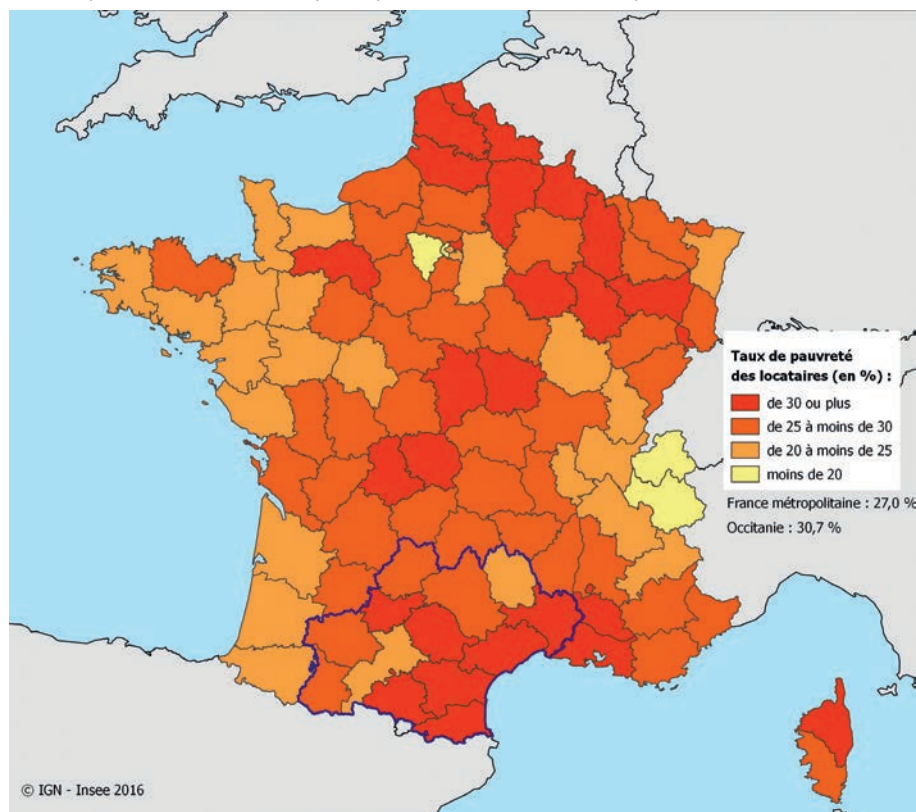 Taux de pauvreté
des locataires (en %) :
de 30 ou plus
de 25 à moins de 30
de 20 à moins de 25
moins de 20
France métropolitaine : 27,0 %
Occitanie : 30,7 %
© IGN - Insee 2016